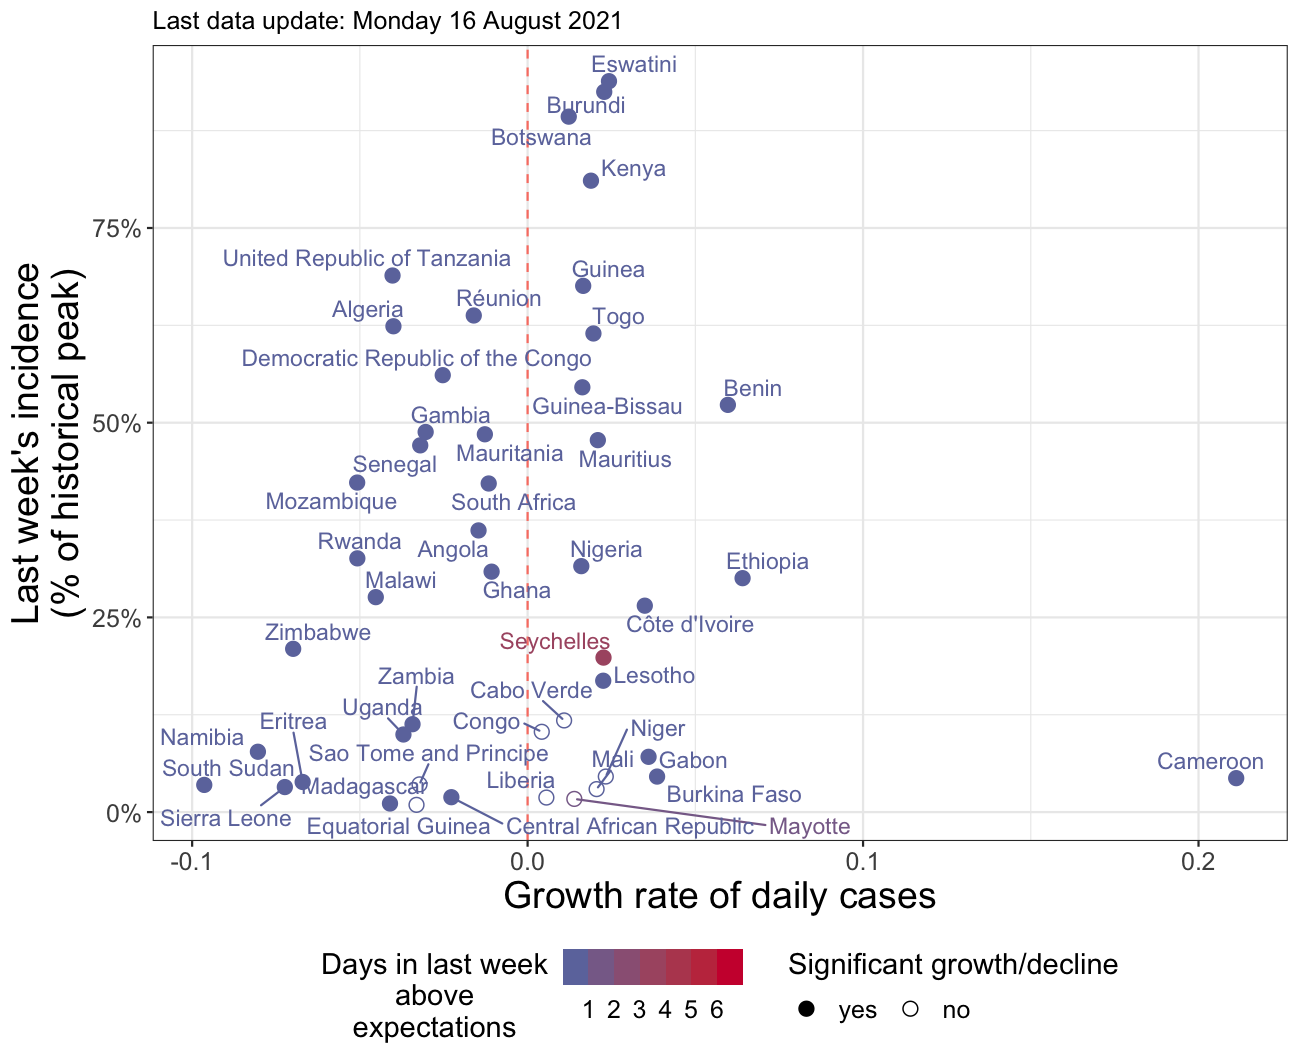 Last data update: Monday 16 August 2021
Eswatini
Burundi
Botswana
Kenya
75%
United Republic of Tanzania
Guinea
Réunion
Algeria
Togo
Democratic Republic of the Congo
Benin
Guinea-Bissau
Gambia
50%
Mauritania
Mauritius
Senegal
Mozambique
South Africa
Rwanda
Angola
Nigeria
Ethiopia
Malawi
Ghana
25%
Côte d'Ivoire
Zimbabwe
Seychelles
Zambia
Lesotho
Cabo Verde
Uganda
Eritrea
Congo
Niger
Namibia
Sao Tome and Principe
Mali
Gabon
Cameroon
South Sudan
Madagascar
Liberia
Burkina Faso
0%
Sierra Leone
Equatorial Guinea
Central African Republic
Mayotte
Last week's incidence
(% of historical peak)
-0.1
0.0
0.1
0.2
Growth rate of daily cases
Days in last week
above
expectations
1 2 3 4 5 6
Significant growth/decline
yes
no